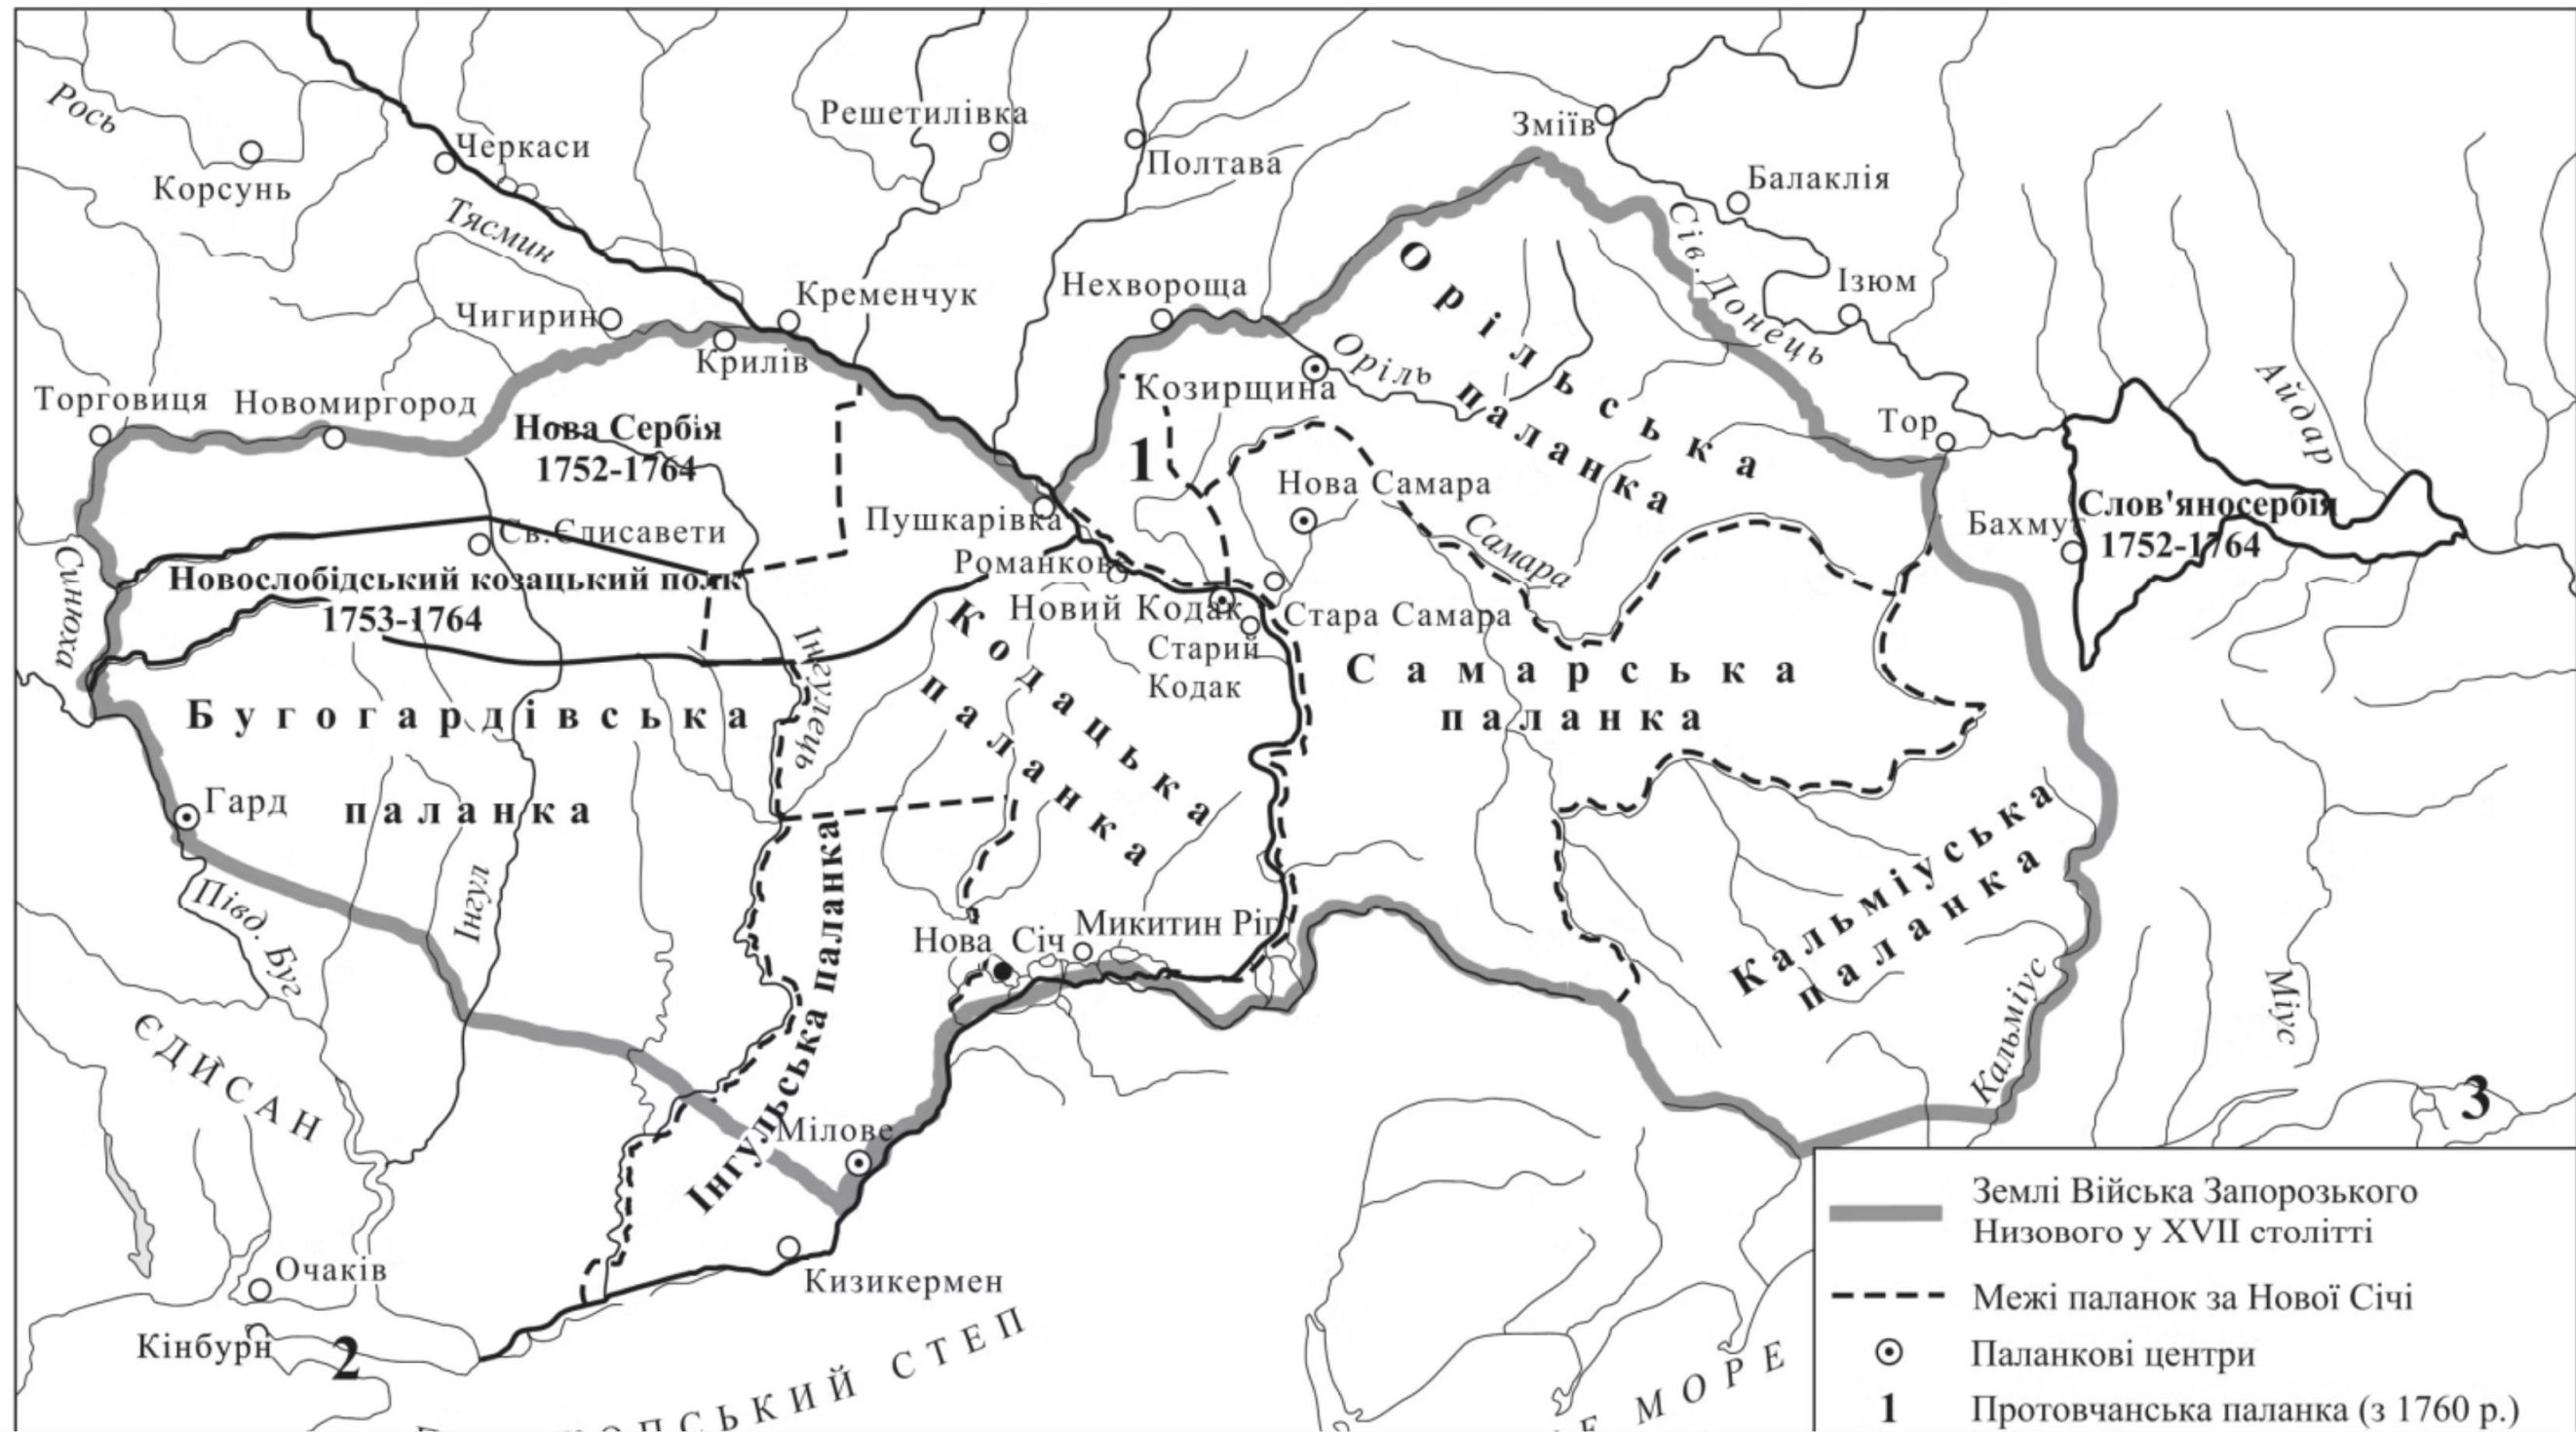 Рось
Корсунь
Черкаси
Тясмин
Решетилівка
Полтава
Зміїв
Балаклія
Сів. Донець
Ізюм
Чигирин
Кременчук
Крилів
Нехвороща
Оріль
Козирщина
Орільська
паланка
Айдар
Тор
Торговиця
Новомиргород
Нова Сербія
1752-1764
1
Нова Самара
Самара
Пушкарівка
Св. Єлисавети
Романкове
Бахмут
Слов'яносербія
1752-1764
Синюха
Новослобідський козацький полк
1753-1764
Новий Кодак
Стара Самара
Старий
Кодак
Інгулець
Кодацька
паланка
Самарська
паланка
Бугогардівська
паланка
Гард
Півд. Буг
Інгул
Інгульська паланка
Нова Січ
Микитин Ріг
Кальміуська
паланка
Кальміус
Міус
3
ЄДИСАН
Мілове
Очаків
Кінбурн
2
Кизикермен
СТЕП
МОРЕ
Землі Війська Запорозького
Низового у XVII столітті
Межі паланок за Нової Січі
Паланкові центри
1 Протовчанська паланка (з 1760 р.)